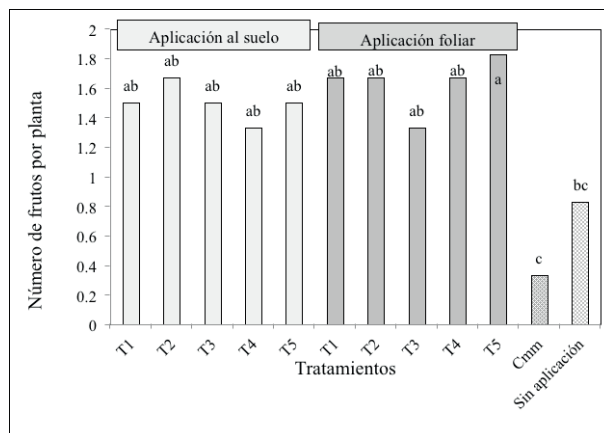 Aplicación al suelo
Aplicación foliar
Número de frutos por planta
2
1.8
1.6
1.4
1.2
1
0.8
0.6
0.4
0.2
0
ab
ab
ab
ab
ab
ab
ab
ab
ab
a
c
bc
T1
T2
T3
T4
T5
T1
T2
T3
T4
T5
Cmm
Sin aplicación
Tratamientos